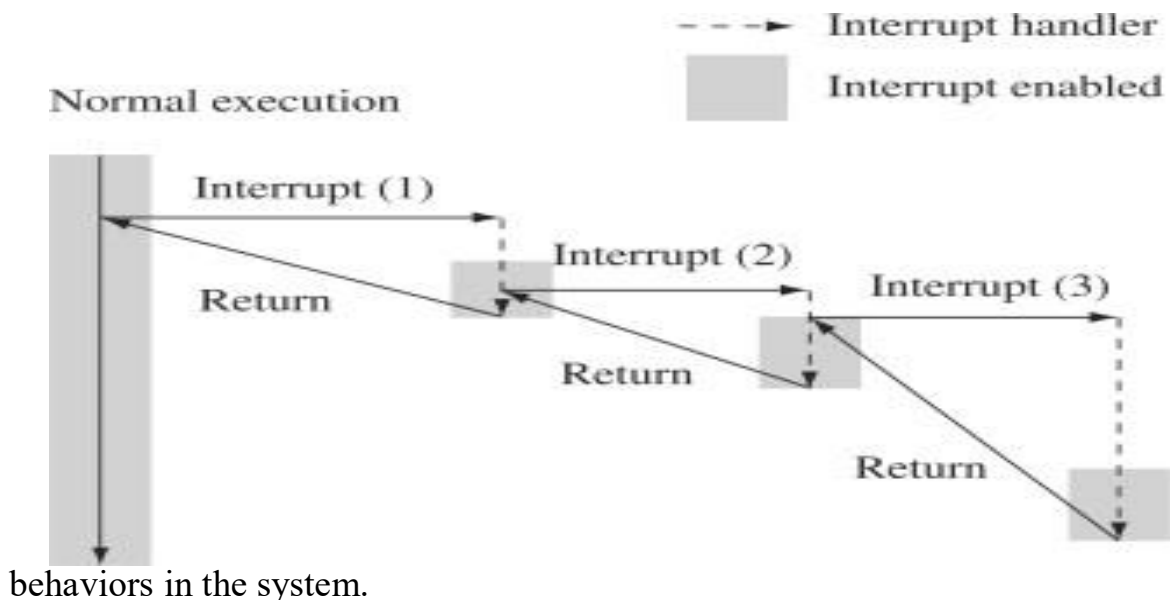 Interrupt handler
Interrupt enabled
Normal execution
Interrupt (1)
Interrupt (2)
Interrupt (3)
Return
Return
Return
behaviors in the system.